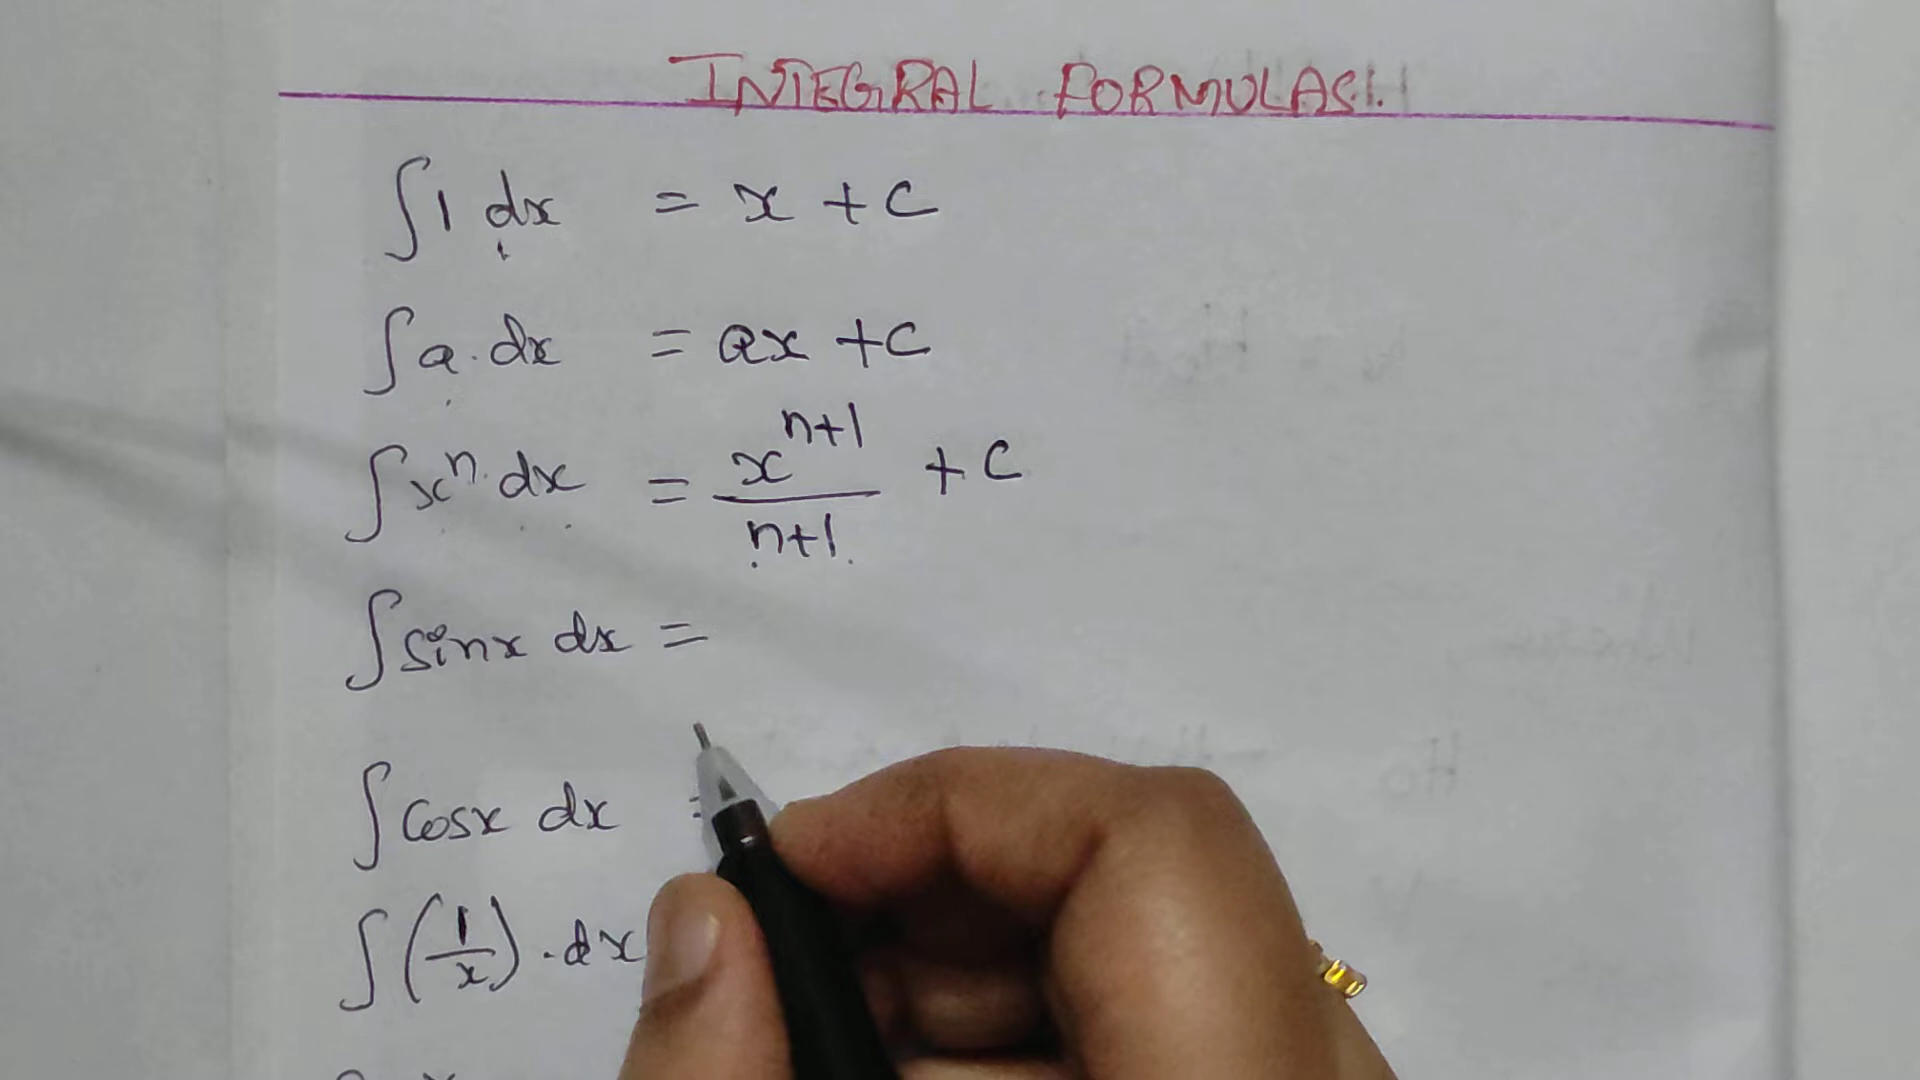 INTEGRAL FORMULAS.
∫1 dx = x + c
∫a. dx = ax + c
∫xⁿ. dx = xⁿ⁺¹/n+1 + c
∫sinx dx =
∫cosx dx =
∫(1/x) . dx